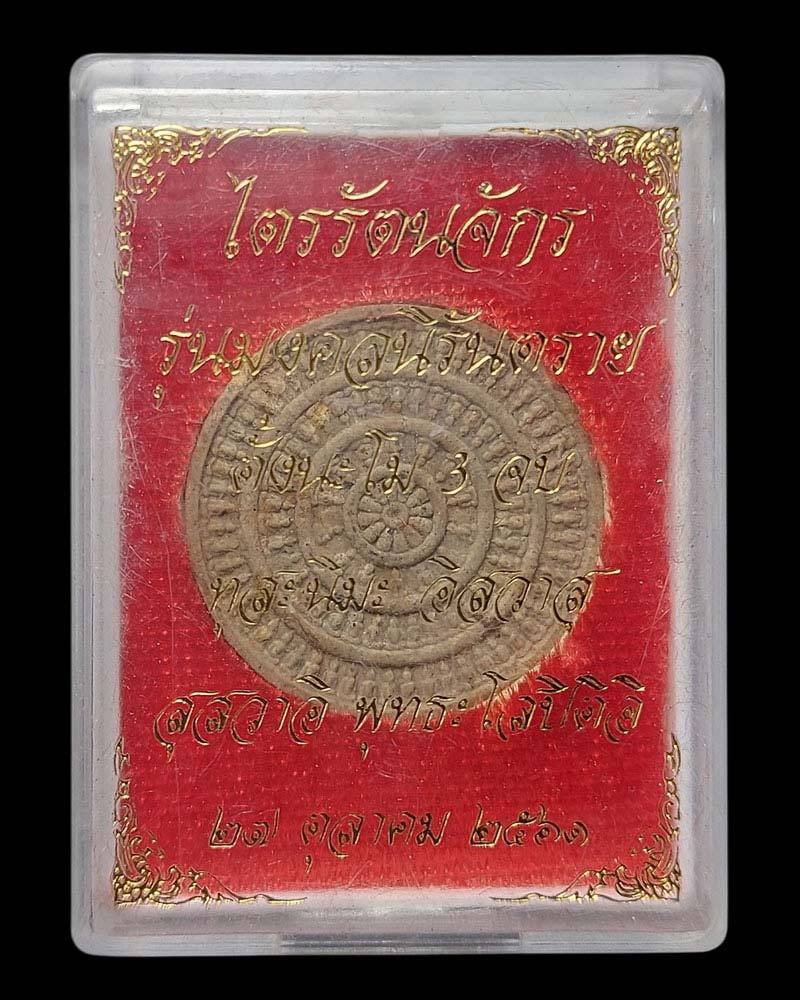 ไตรรัตนจักร
รุ่นมงคลนิรันตราย
ตั้งนะโม 3 จบ
ทุสะนิมะ อิสวาสุ
สุสวาอิ พุทธะโสปิติอิ
๒๗ ตุลาคม ๒๕๖๑